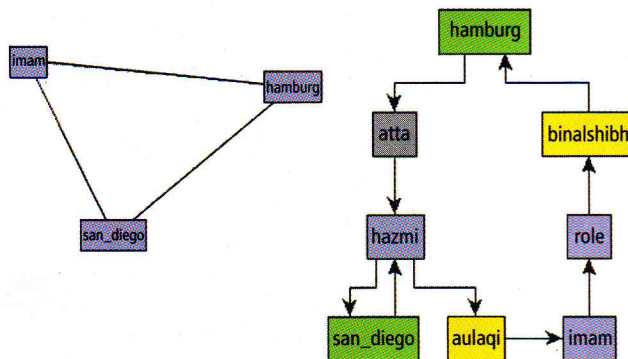 imam
hamburg
san_diego
hamburg
atta
binalshibh
hazmi
role
san_diego
aulaqi
imam